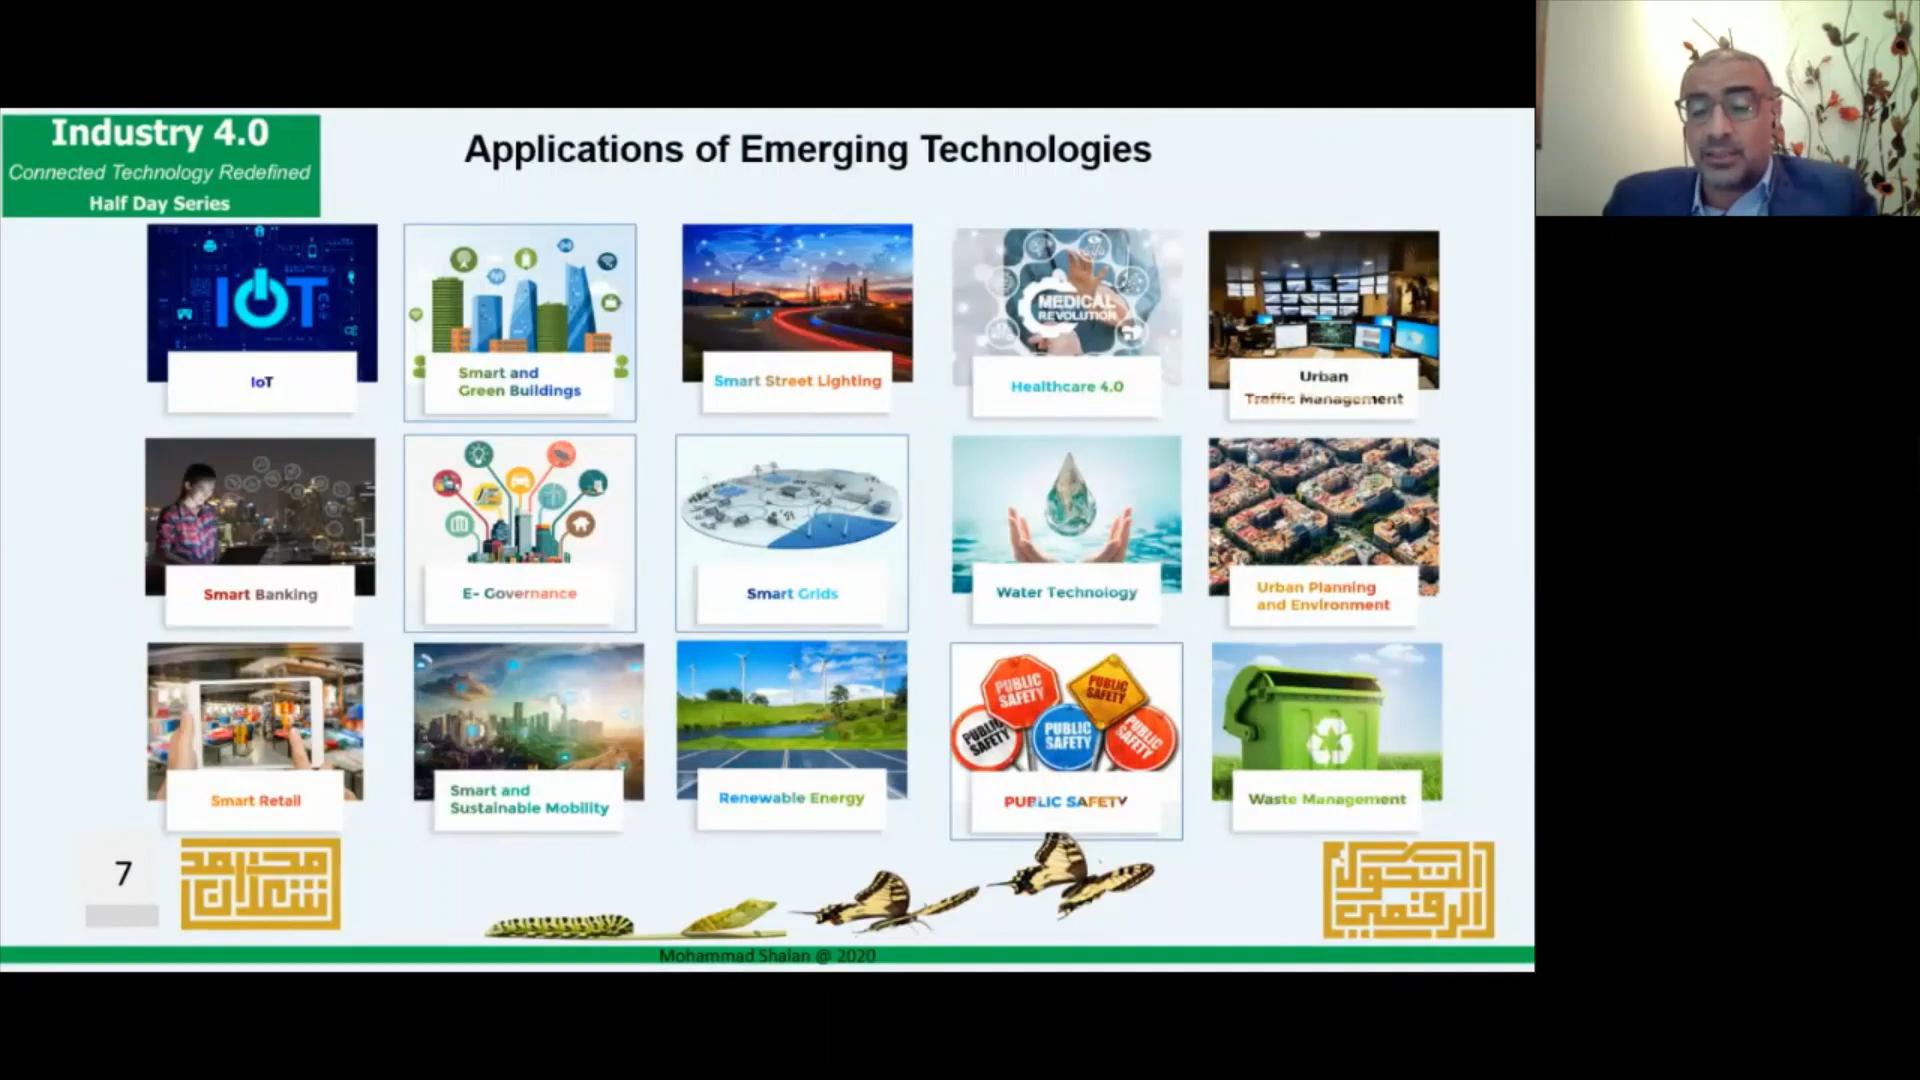 Industry 4.0
Connected Technology Redefined
Half Day Series
Applications of Emerging Technologies
IoT
MEDICAL
REVOLUTION
IoT
Smart and
Green Buildings
Smart Street Lighting
Healthcare 4.0
Urban
Traffic Management
Smart Banking
E- Governance
Smart Grids
Water Technology
Urban Planning
and Environment
PUBLIC
SAFETY
PUBLIC
SAFETY
PUBLIC
SAFETY
PUBLIC
SAFETY
PUBLIC
SAFETY
Smart Retail
Smart and
Sustainable Mobility
Renewable Energy
PUBLIC SAFETY
Waste Management
7
محمد
شعلان
التحول
الرقمي
Mohammad Shalan @ 2020